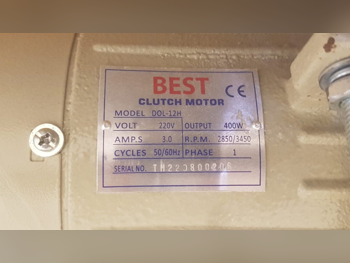 BEST CE
CLUTCH MOTOR
MODEL DOL-12H
VOLT 220V OUTPUT 400W
AMP.S 3.0 R.P.M. 2850/3450
CYCLES 50/60Hz PHASE 1
SERIAL NO.